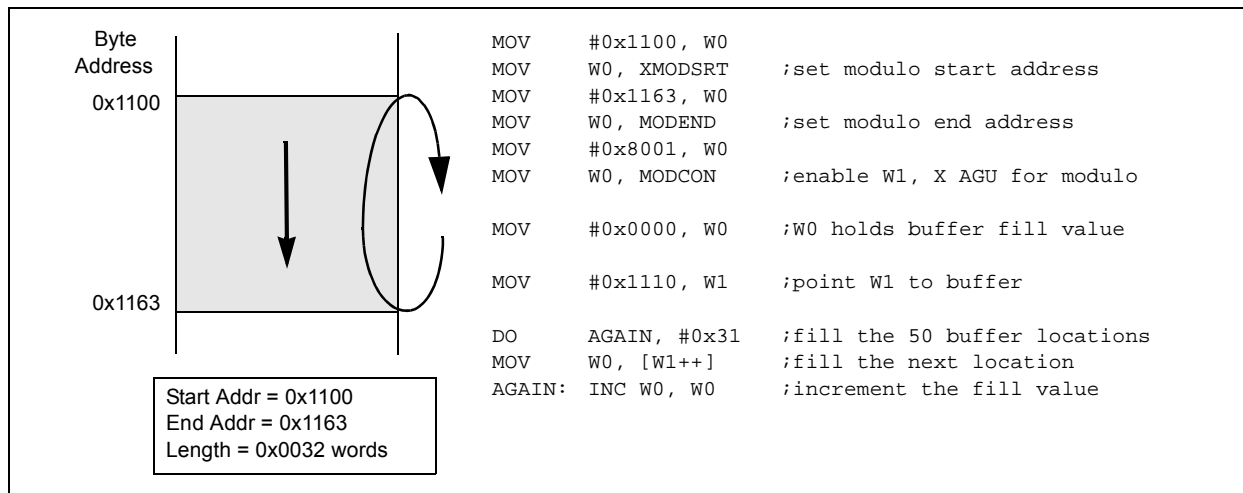 Byte
Address
0x1100
0x1163
Start Addr = 0x1100
End Addr = 0x1163
Length = 0x0032 words
MOV #0x1100, W0
MOV W0, XMODSRT ;set modulo start address
MOV #0x1163, W0
MOV W0, MODEND ;set modulo end address
MOV #0x8001, W0
MOV W0, MODCON ;enable W1, X AGU for modulo
MOV #0x0000, W0 ;W0 holds buffer fill value
MOV #0x1110, W1 ;point W1 to buffer
DO AGAIN, #0x31 ;fill the 50 buffer locations
MOV W0, [W1++] ;fill the next location
AGAIN: INC W0, W0 ;increment the fill value